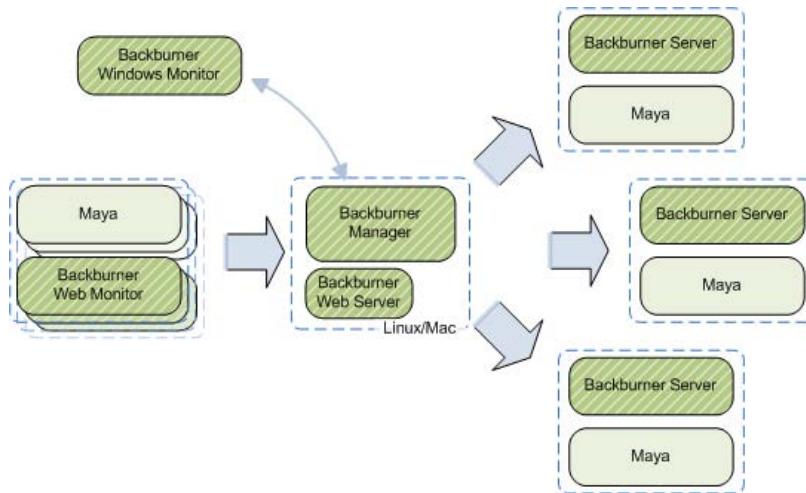 Backburner
Windows Monitor
Maya
Backburner
Web Monitor
Backburner
Manager
Backburner
Web Server
Linux/Mac
Backburner Server
Maya
Backburner Server
Maya
Backburner Server
Maya